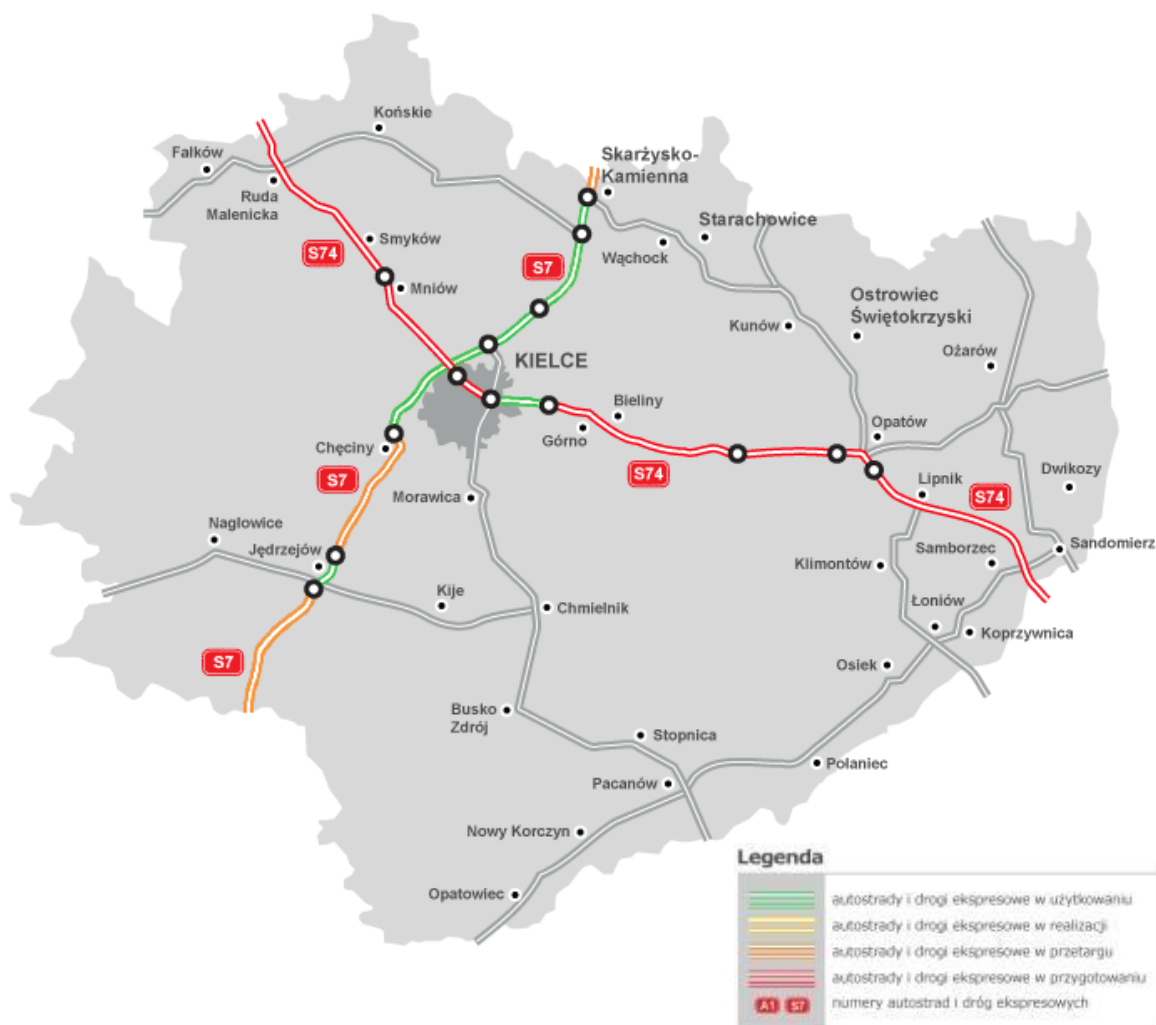 Końskie
Fałków
Skarżysko-
Kamienna
Ruda
Malenicka
Starachowice
Smyków
S74
S7
Wąchock
Mniów
Ostrowiec
Świętokrzyski
Kunów
KIELCE
Ożarów
Bieliny
Opatów
Górno
Chęciny
S7
S74
Dwikozy
Morawica
Lipnik
S74
Nagłowice
Jędrzejów
Sandomierz
Samborzec
Klimontów
Kije
Chmielnik
Łoniów
Koprzywnica
S7
Osiek
Busko
Zdrój
Stopnica
Połaniec
Pacanów
Nowy Korczyn
Opatowiec
Legenda
autostrady i drogi ekspresowe w użytkowaniu
autostrady i drogi ekspresowe w realizacji
autostrady i drogi ekspresowe w przetargu
autostrady i drogi ekspresowe w przygotowaniu
A1 S7 numery autostrad i dróg ekspresowych